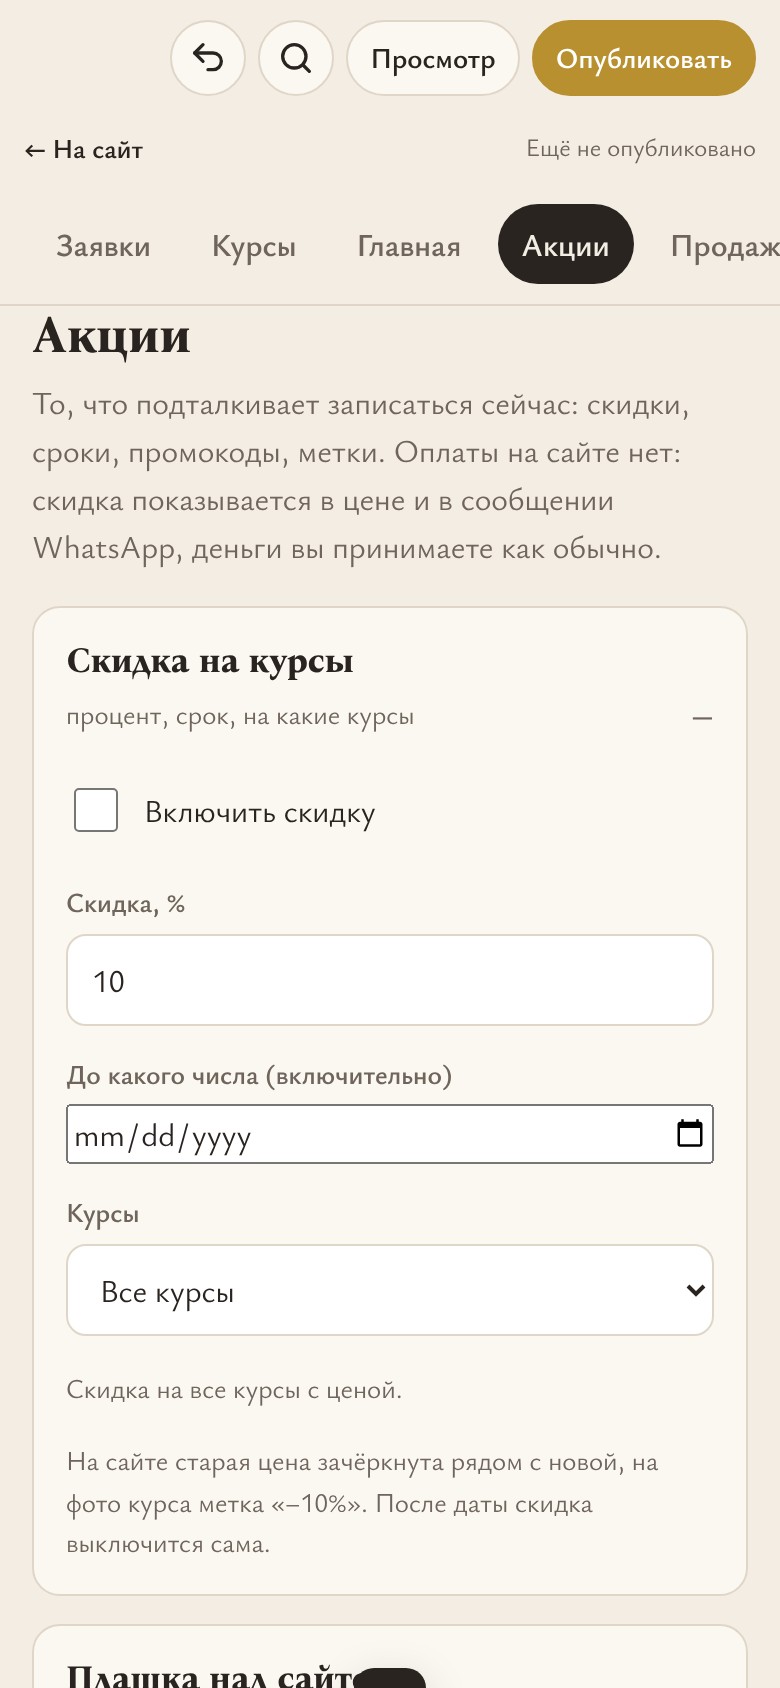 Просмотр
Опубликовать
← На сайт
Ещё не опубликовано
Заявки
Курсы
Главная
Акции
Продаж
Акции
То, что подталкивает записаться сейчас: скидки,
сроки, промокоды, метки. Оплаты на сайте нет:
скидка показывается в цене и в сообщении
WhatsApp, деньги вы принимаете как обычно.
Скидка на курсы
процент, срок, на какие курсы
—
Включить скидку
Скидка, %
10
До какого числа (включительно)
mm/dd/yyyy
Курсы
Все курсы
Скидка на все курсы с ценой.
На сайте старая цена зачёркнута рядом с новой, на
фото курса метка «–10%». После даты скидка
выключится сама.
Плашка над сайт